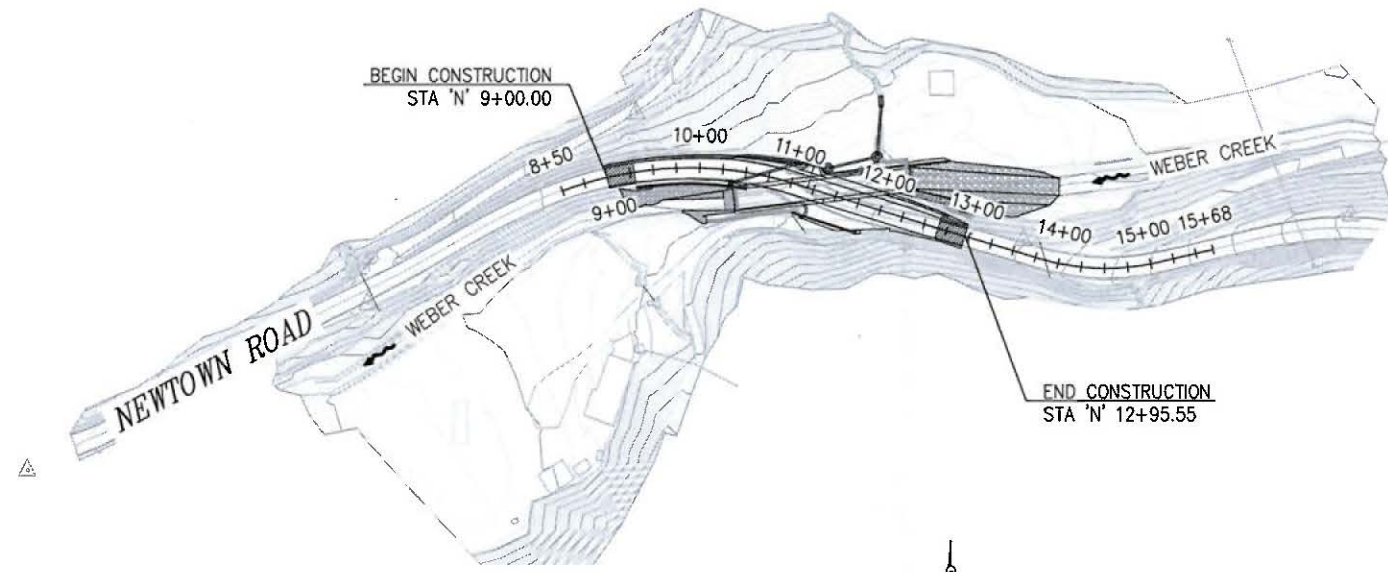 BEGIN CONSTRUCTION
STA 'N' 9+00.00
8+50
9+00
10+00
11+00
12+00
13+00
14+00
15+00 15+68
WEBER CREEK
WEBER CREEK
NEWTOWN ROAD
END CONSTRUCTION
STA 'N' 12+95.55